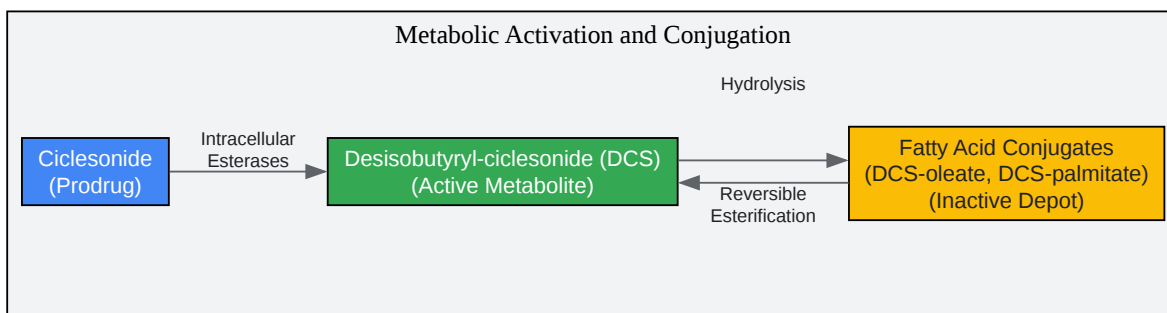 Metabolic Activation and Conjugation
Hydrolysis
Intracellular
Esterases
Ciclesonide
(Prodrug)
Desisobutyryl-ciclesonide (DCS)
(Active Metabolite)
Fatty Acid Conjugates
(DCS-oleate, DCS-palmitate)
(Inactive Depot)
Reversible
Esterification